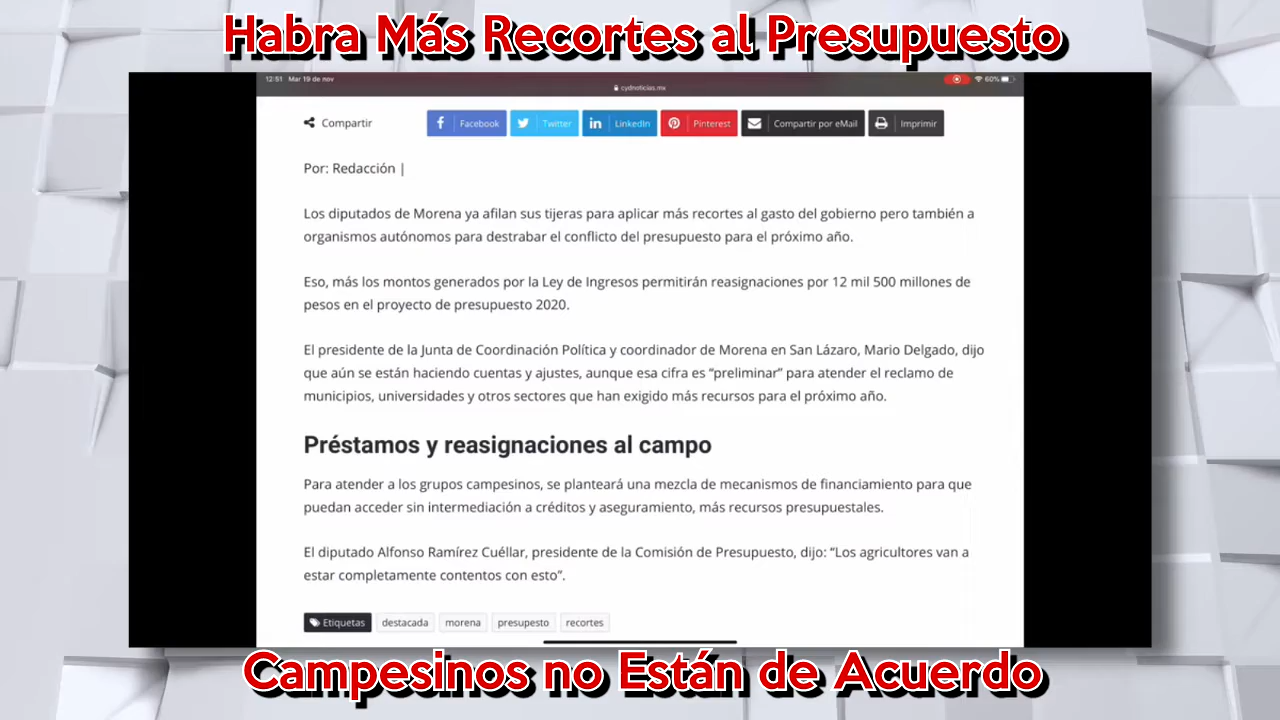 Habra Más Recortes al Presupuesto
12:51 Mar 19 de nov
60%
cydnoticias.mx
Compartir
Facebook
Twitter
LinkedIn
Pinterest
Compartir por eMail
Imprimir
Por: Redacción |
Los diputados de Morena ya afilan sus tijeras para aplicar más recortes al gasto del gobierno pero también a
organismos autónomos para destrabar el conflicto del presupuesto para el próximo año.
Eso, más los montos generados por la Ley de Ingresos permitirán reasignaciones por 12 mil 500 millones de
pesos en el proyecto de presupuesto 2020.
El presidente de la Junta de Coordinación Política y coordinador de Morena en San Lázaro, Mario Delgado, dijo
que aún se están haciendo cuentas y ajustes, aunque esa cifra es “preliminar” para atender el reclamo de
municipios, universidades y otros sectores que han exigido más recursos para el próximo año.
Préstamos y reasignaciones al campo
Para atender a los grupos campesinos, se planteará una mezcla de mecanismos de financiamiento para que
puedan acceder sin intermediación a créditos y aseguramiento, más recursos presupuestales.
El diputado Alfonso Ramírez Cuéllar, presidente de la Comisión de Presupuesto, dijo: “Los agricultores van a
estar completamente contentos con esto”.
Etiquetas
destacada
morena
presupesto
recortes
Campesinos no Están de Acuerdo